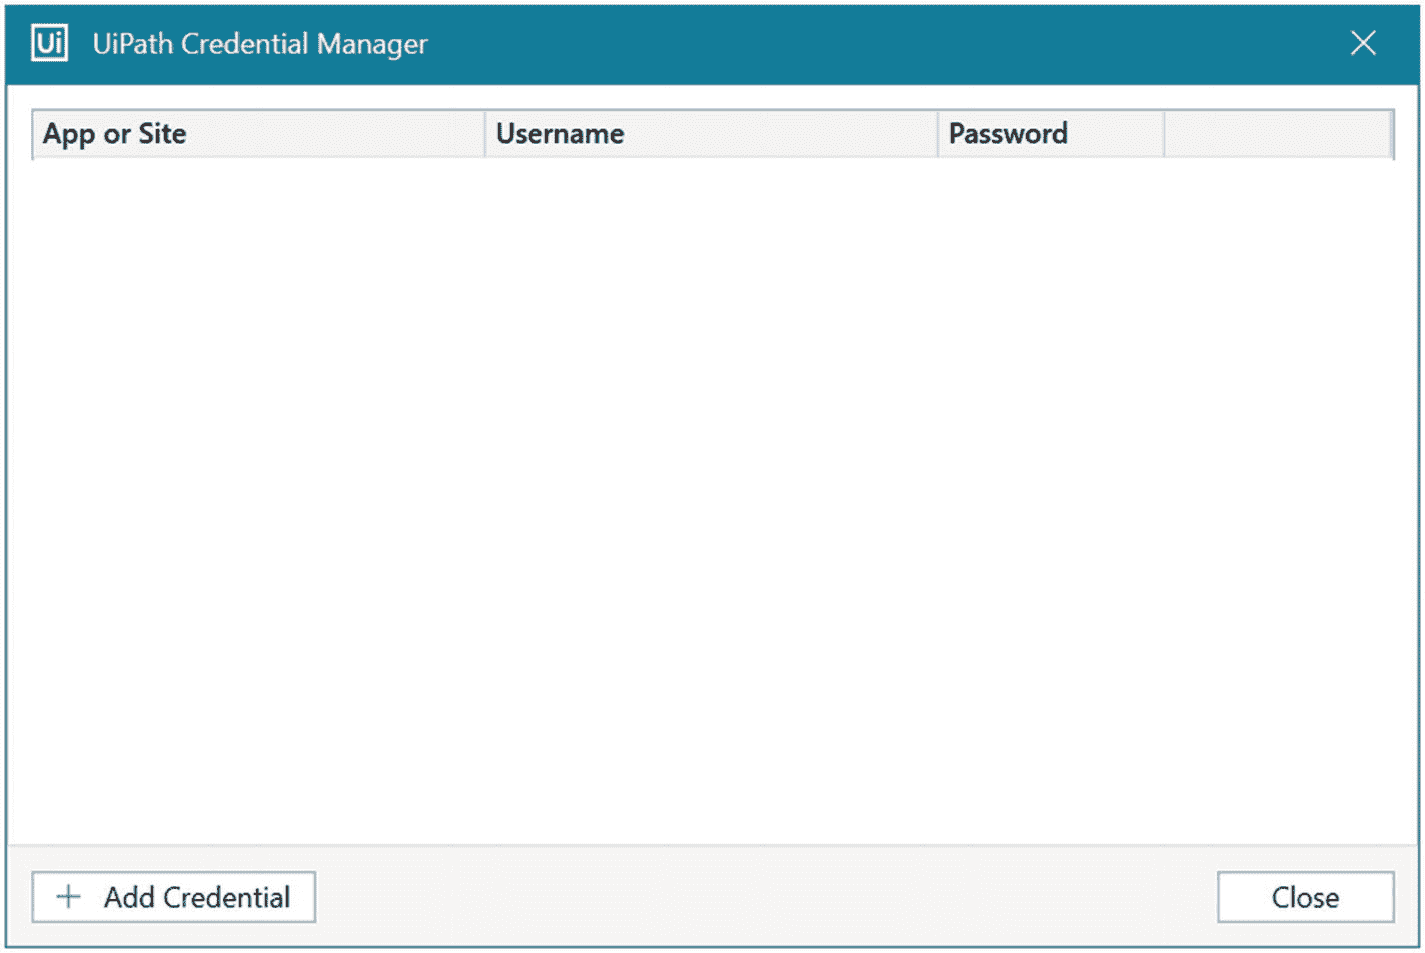 Ui UiPath Credential Manager
App or Site Username Password
+ Add Credential Close